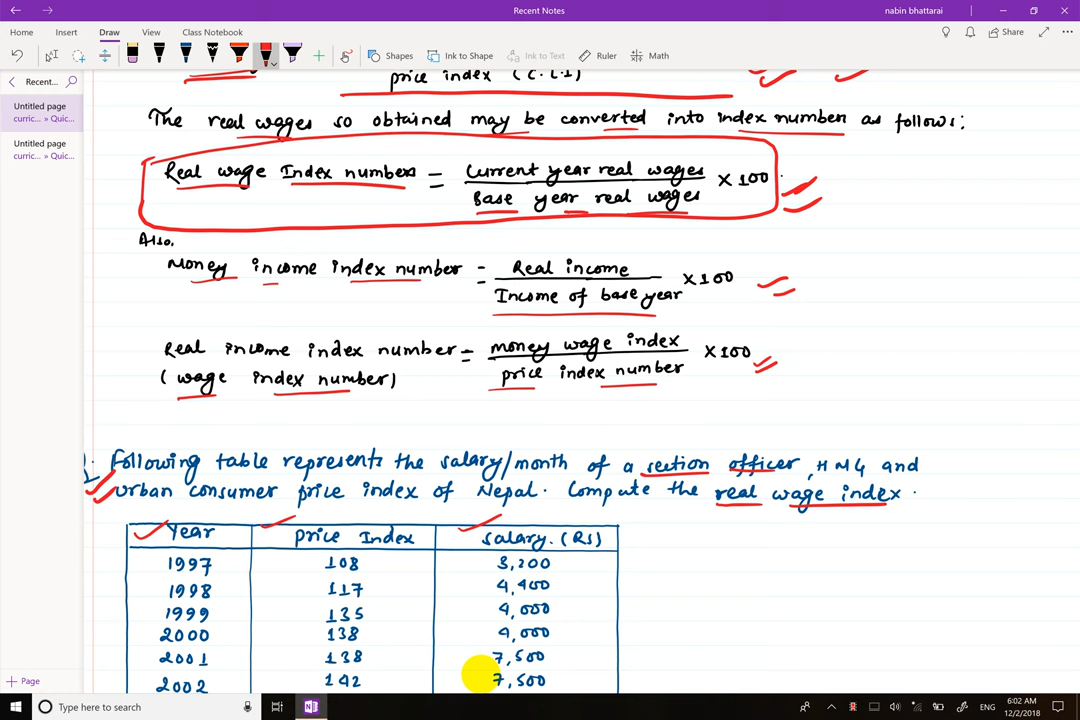 Recent Notes
nabin bhattarai
Home Insert Draw View Class Notebook
Share
Shapes Ink to Shape Ink to Text Ruler Math
Recent...
Untitled page
curric... » Quic...
Untitled page
curric... » Quic...
price index (C.L.I)
The real wages so obtained may be converted into index number as follows:
Real wage Index number = Current year real wages / Base year real wages × 100
Also,
Money income index number = Real income / Income of base year × 100
Real income index number = money wage index / price index number × 100
(wage index number)
Following table represents the salary/month of a section officer, HMG and
urban consumer price index of Nepal. Compute the real wage index.
Year price Index salary. (Rs)
1997 108 3,200
1998 117 4,400
1999 135 4,000
2000 138 4,000
2001 138 7,500
2002 142 7,500
+ Page
Type here to search
ENG
6:02 AM
12/2/2018